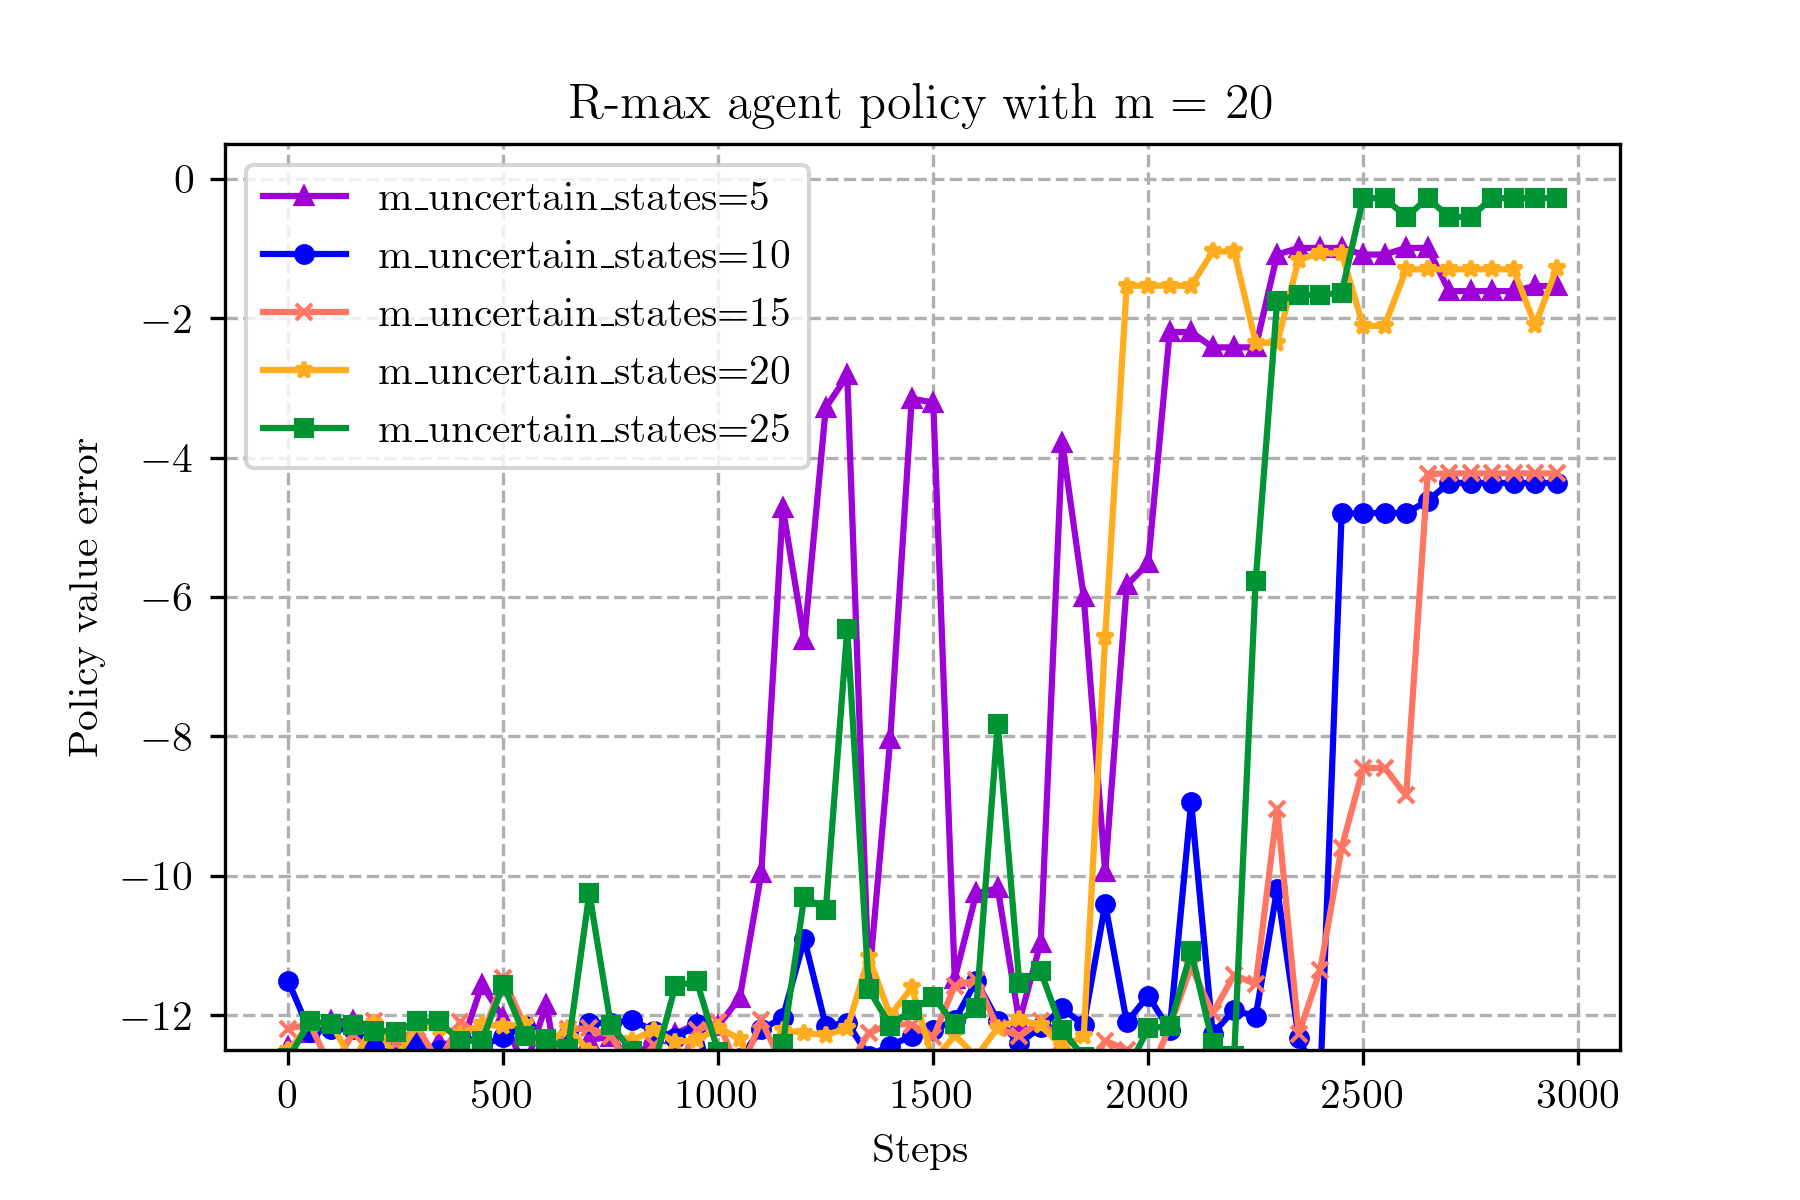 R-max agent policy with m = 20
m_uncertain_states=5
m_uncertain_states=10
m_uncertain_states=15
m_uncertain_states=20
m_uncertain_states=25
Policy value error
0
−2
−4
−6
−8
−10
−12
0 500 1000 1500 2000 2500 3000
Steps